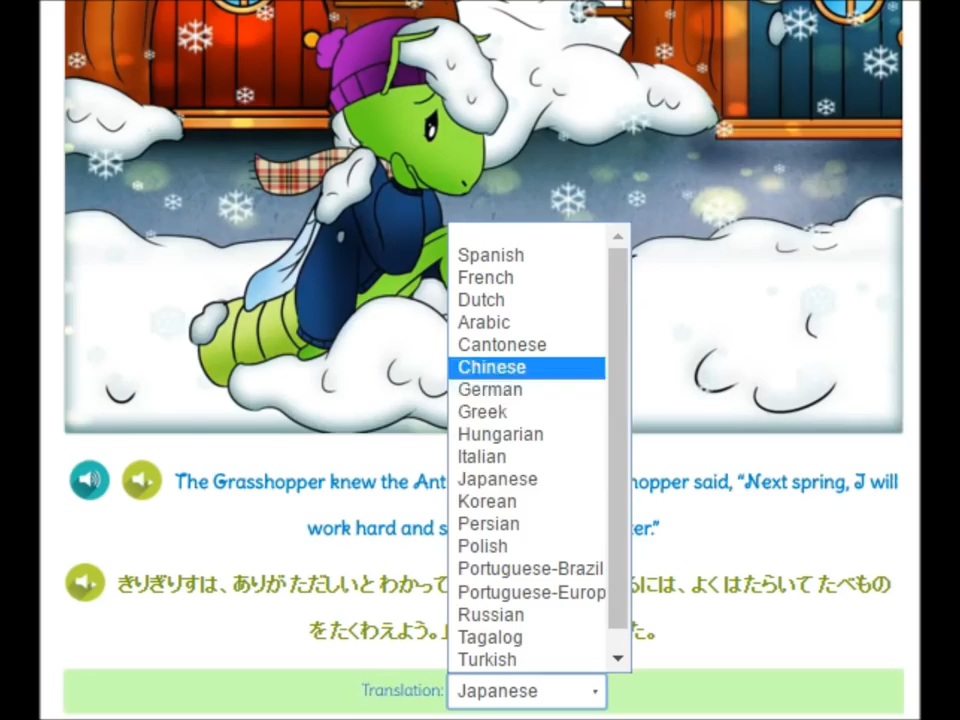 Spanish
French
Dutch
Arabic
Cantonese
Chinese
German
Greek
Hungarian
Italian
Japanese
Korean
Persian
Polish
Portuguese-Brazil
Portuguese-Europ
Russian
Tagalog
Turkish
The Grasshopper knew the Ant hopper said, “Next spring, I will
work hard and s er.”
きりぎりすは、ありが ただしいと わかって るには、よく はたらいて たべもの
を たくわえよう。」 た。
Translation: Japanese